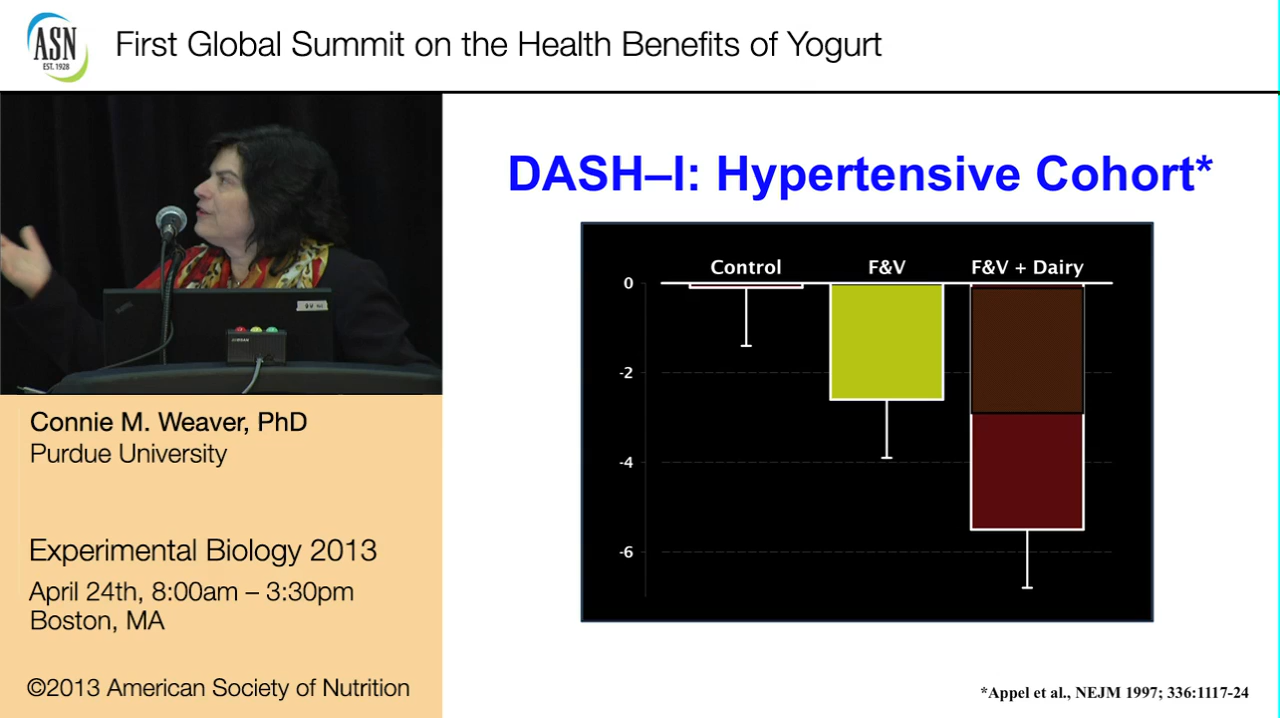 ASN
EST. 1928
First Global Summit on the Health Benefits of Yogurt
DASH–I: Hypertensive Cohort*
Control
F&V
F&V + Dairy
0
-2
-4
-6
*Appel et al., NEJM 1997; 336:1117-24
Connie M. Weaver, PhD
Purdue University
Experimental Biology 2013
April 24th, 8:00am – 3:30pm
Boston, MA
©2013 American Society of Nutrition